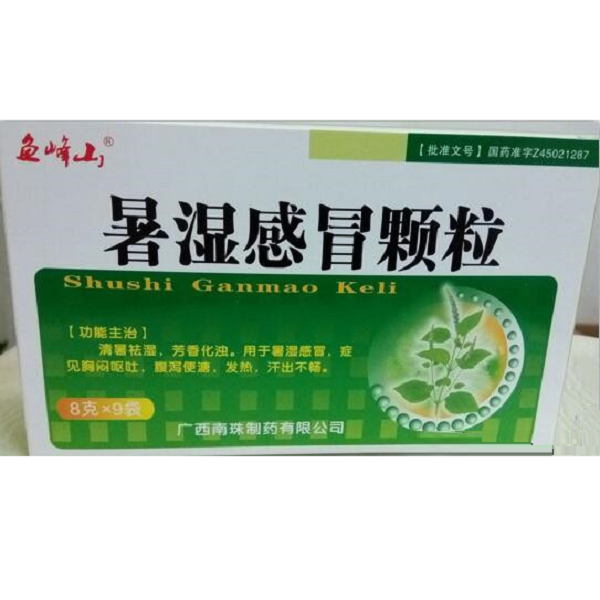 鱼峰山®
【批准文号】国药准字Z45021287
暑湿感冒颗粒
Shushi Ganmao Keli
【功能主治】
清暑祛湿，芳香化浊。用于暑湿感冒，症
见胸闷呕吐，腹泻便溏，发热，汗出不畅。
8克×9袋
广西南珠制药有限公司